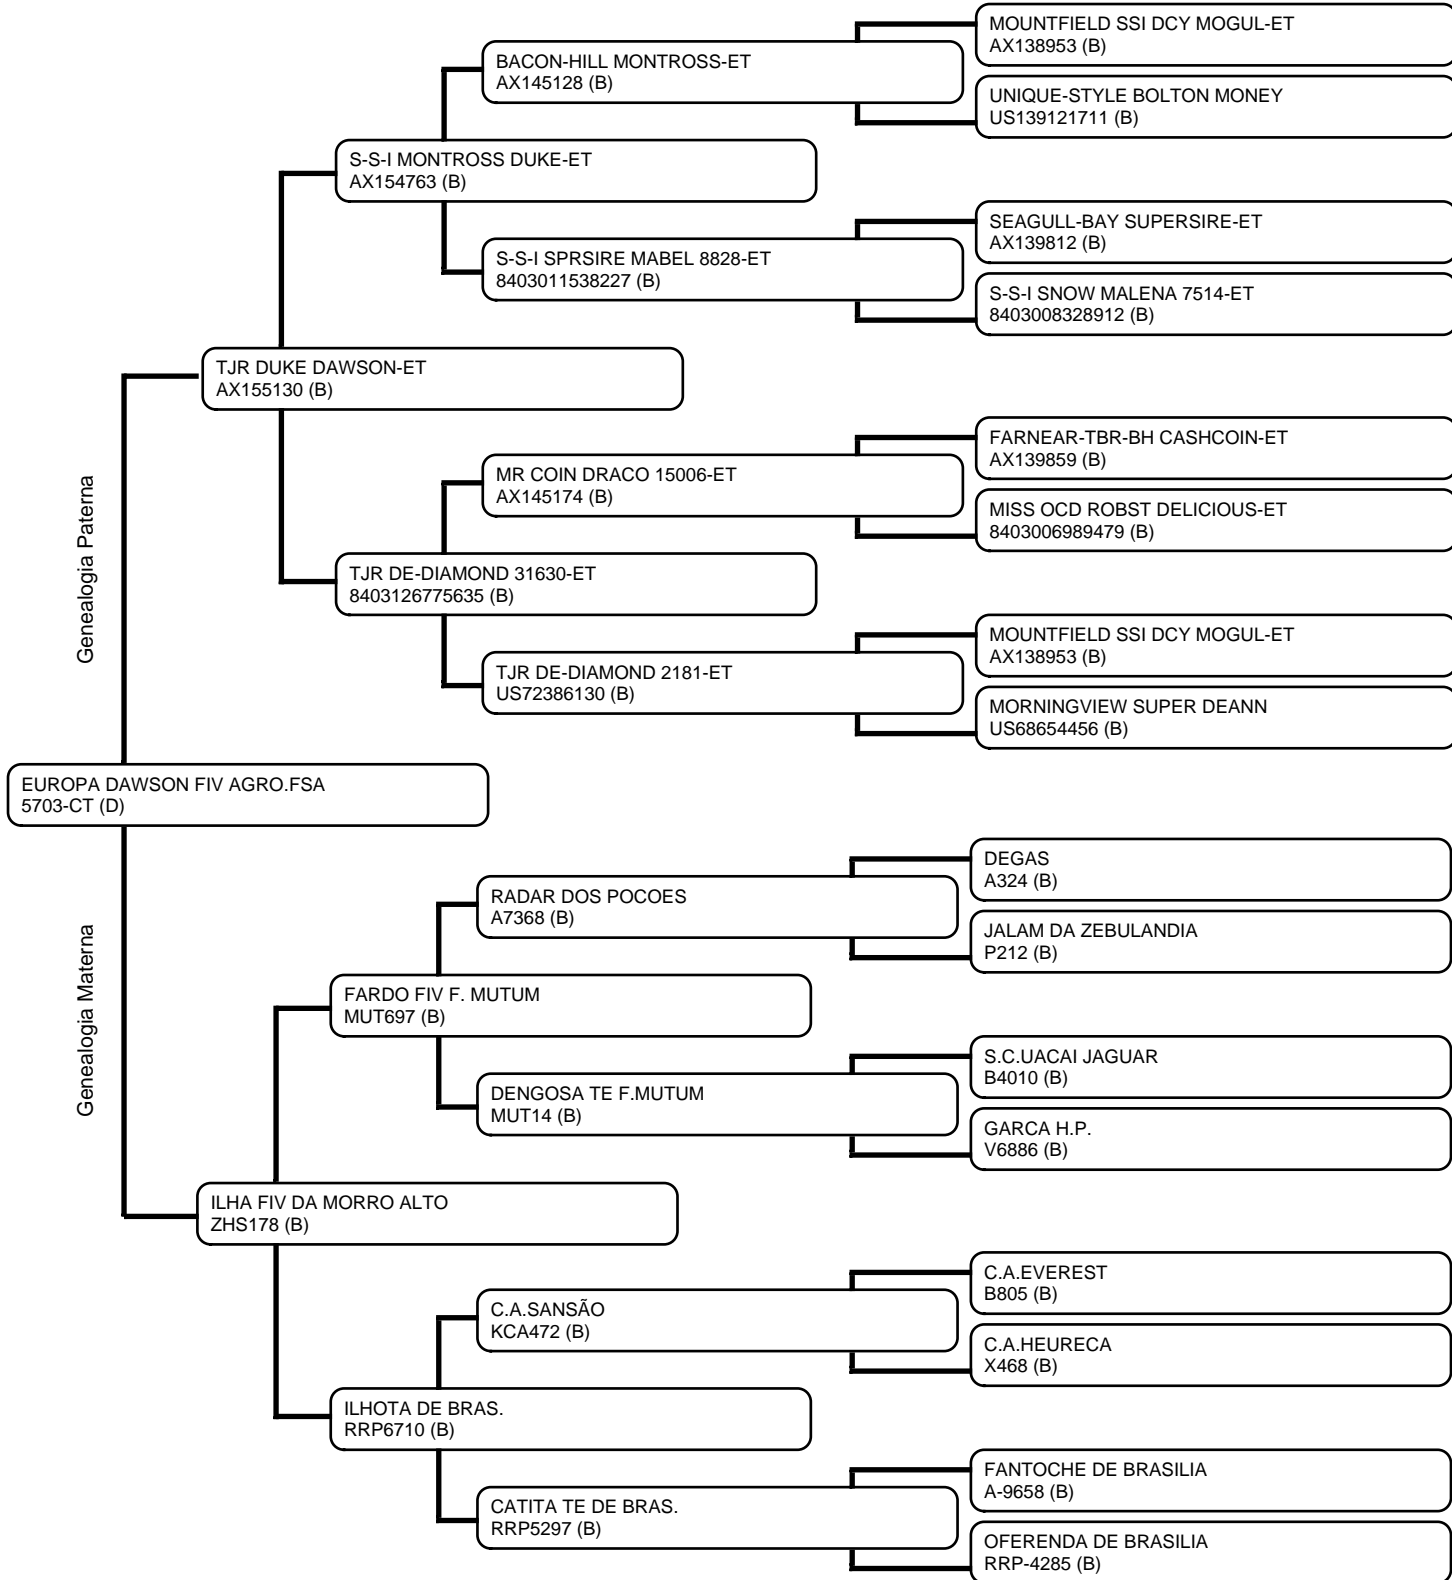 MOUNTFIELD SSI DCY MOGUL-ET
AX138953 (B)
BACON-HILL MONTROSS-ET
AX145128 (B)
UNIQUE-STYLE BOLTON MONEY
US139121711 (B)
S-S-I MONTROSS DUKE-ET
AX154763 (B)
SEAGULL-BAY SUPERSIRE-ET
AX139812 (B)
S-S-I SPRSIRE MABEL 8828-ET
8403011538227 (B)
S-S-I SNOW MALENA 7514-ET
8403008328912 (B)
TJR DUKE DAWSON-ET
AX155130 (B)
FARNEAR-TBR-BH CASHCOIN-ET
AX139859 (B)
MR COIN DRACO 15006-ET
AX145174 (B)
MISS OCD ROBST DELICIOUS-ET
8403006989479 (B)
Genealogia Paterna
TJR DE-DIAMOND 31630-ET
8403126775635 (B)
MOUNTFIELD SSI DCY MOGUL-ET
AX138953 (B)
TJR DE-DIAMOND 2181-ET
US72386130 (B)
MORNINGVIEW SUPER DEANN
US68654456 (B)
EUROPA DAWSON FIV AGRO.FSA
5703-CT (D)
DEGAS
A324 (B)
RADAR DOS POCOES
A7368 (B)
JALAM DA ZEBULANDIA
P212 (B)
Genealogia Materna
FARDO FIV F. MUTUM
MUT697 (B)
S.C.UACAI JAGUAR
B4010 (B)
DENGOSA TE F.MUTUM
MUT14 (B)
GARCA H.P.
V6886 (B)
ILHA FIV DA MORRO ALTO
ZHS178 (B)
C.A.EVEREST
B805 (B)
C.A.SANSÃO
KCA472 (B)
C.A.HEURECA
X468 (B)
ILHOTA DE BRAS.
RRP6710 (B)
FANTOCHE DE BRASILIA
A-9658 (B)
CATITA TE DE BRAS.
RRP5297 (B)
OFERENDA DE BRASILIA
RRP-4285 (B)